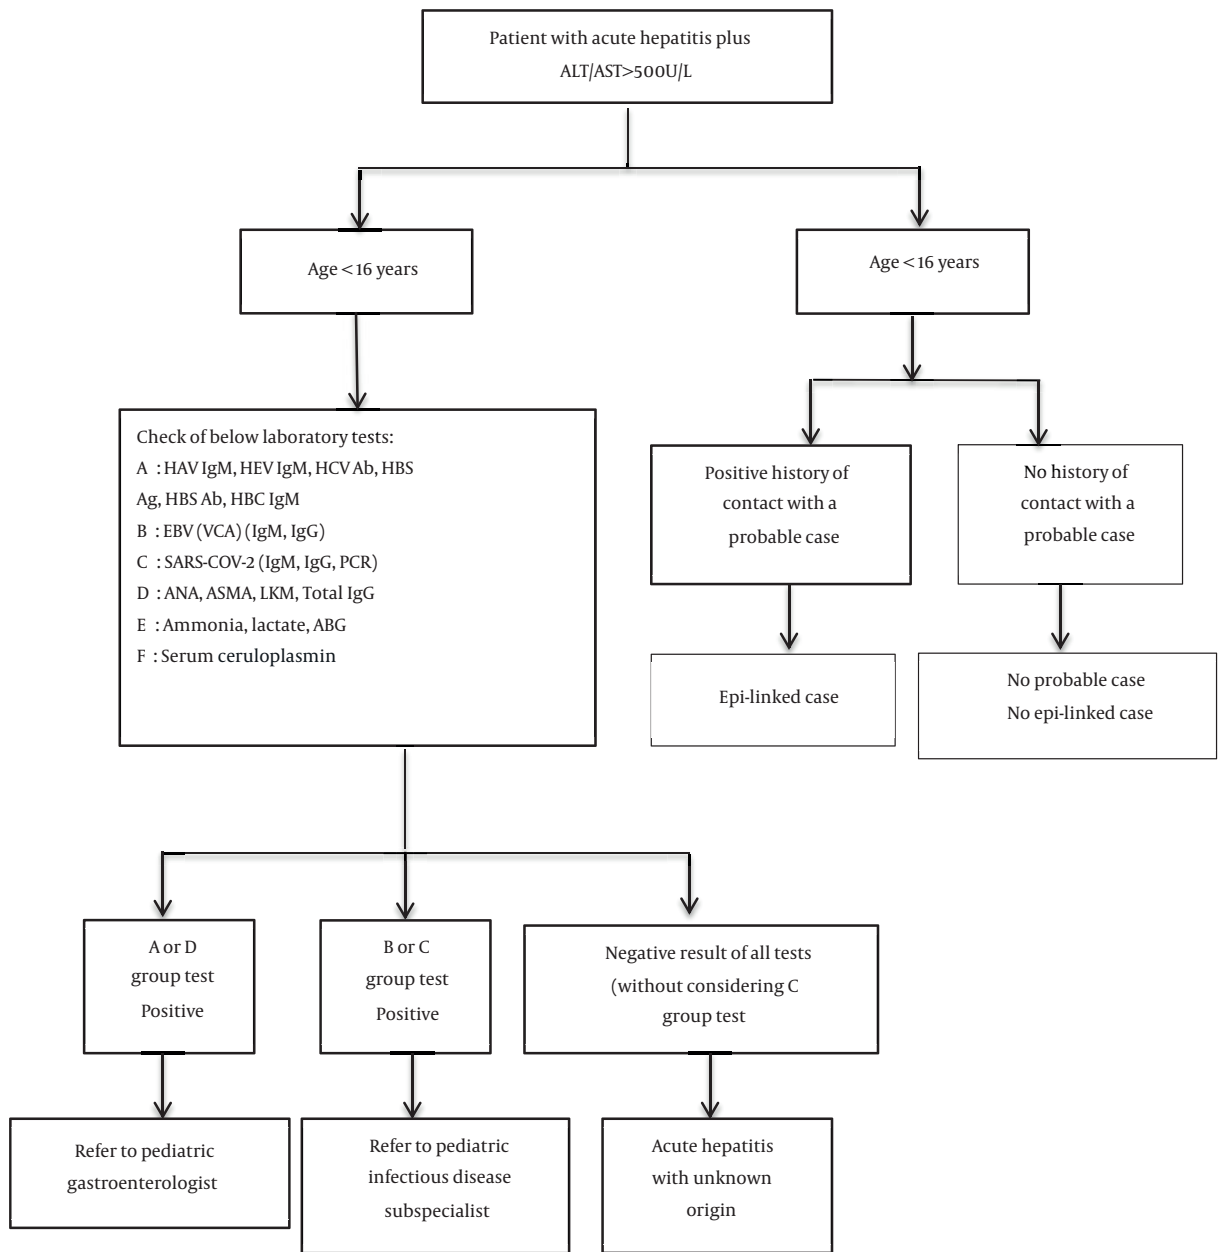 Patient with acute hepatitis plus
ALT/AST>500U/L
Age <16 years
Age <16 years
Check of below laboratory tests:
A : HAV IgM, HEV IgM, HCV Ab, HBS
Ag, HBS Ab, HBC IgM
B : EBV (VCA) (IgM, IgG)
C : SARS-COV-2 (IgM, IgG, PCR)
D : ANA, ASMA, LKM, Total IgG
E : Ammonia, lactate, ABG
F : Serum ceruloplasmin
Positive history of
contact with a
probable case
No history of
contact with a
probable case
Epi-linked case
No probable case
No epi-linked case
A or D
group test
Positive
B or C
group test
Positive
Negative result of all tests
(without considering C
group test
Refer to pediatric
gastroenterologist
Refer to pediatric
infectious disease
subspecialist
Acute hepatitis
with unknown
origin